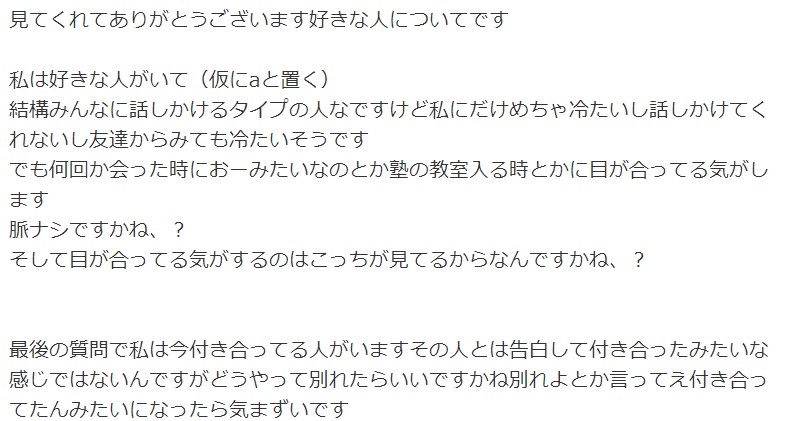 見てくれてありがとうございます好きな人についてです
私は好きな人がいて（仮にaと置く）
結構みんなに話しかけるタイプの人なですけど私にだけめちゃ冷たいし話しかけてく
れないし友達からみても冷たいそうです
でも何回か会った時におーみたいなのとか塾の教室入る時とかに目が合ってる気がし
ます
脈ナシですかね、？
そして目が合ってる気がするのはこっちが見てるからなんですかね、？
最後の質問で私は今付き合ってる人がいますその人とは告白して付き合ったみたいな
感じではないんですがどうやって別れたらいいですかね別れよとか言ってえ付き合っ
てたんみたいになったら気まずいです